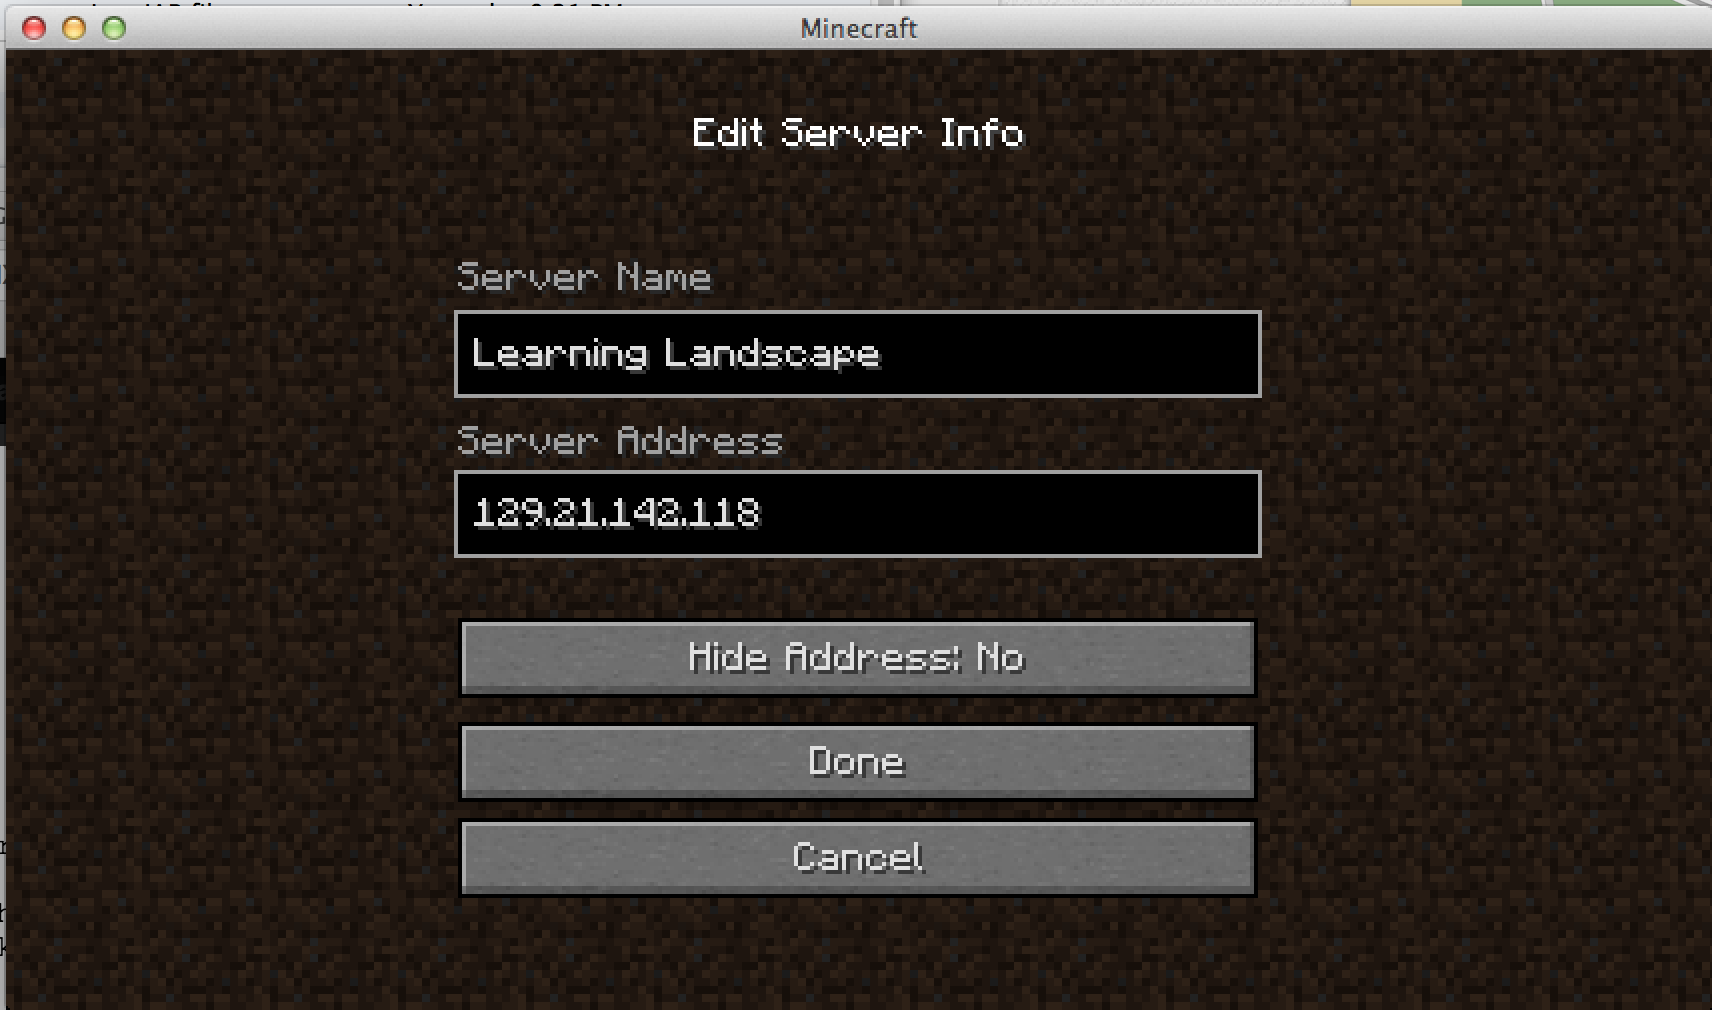 Minecraft
Edit Server Info
Server Name
Learning Landscape
Server Address
129.21.142.118
Hide Address: No
Done
Cancel